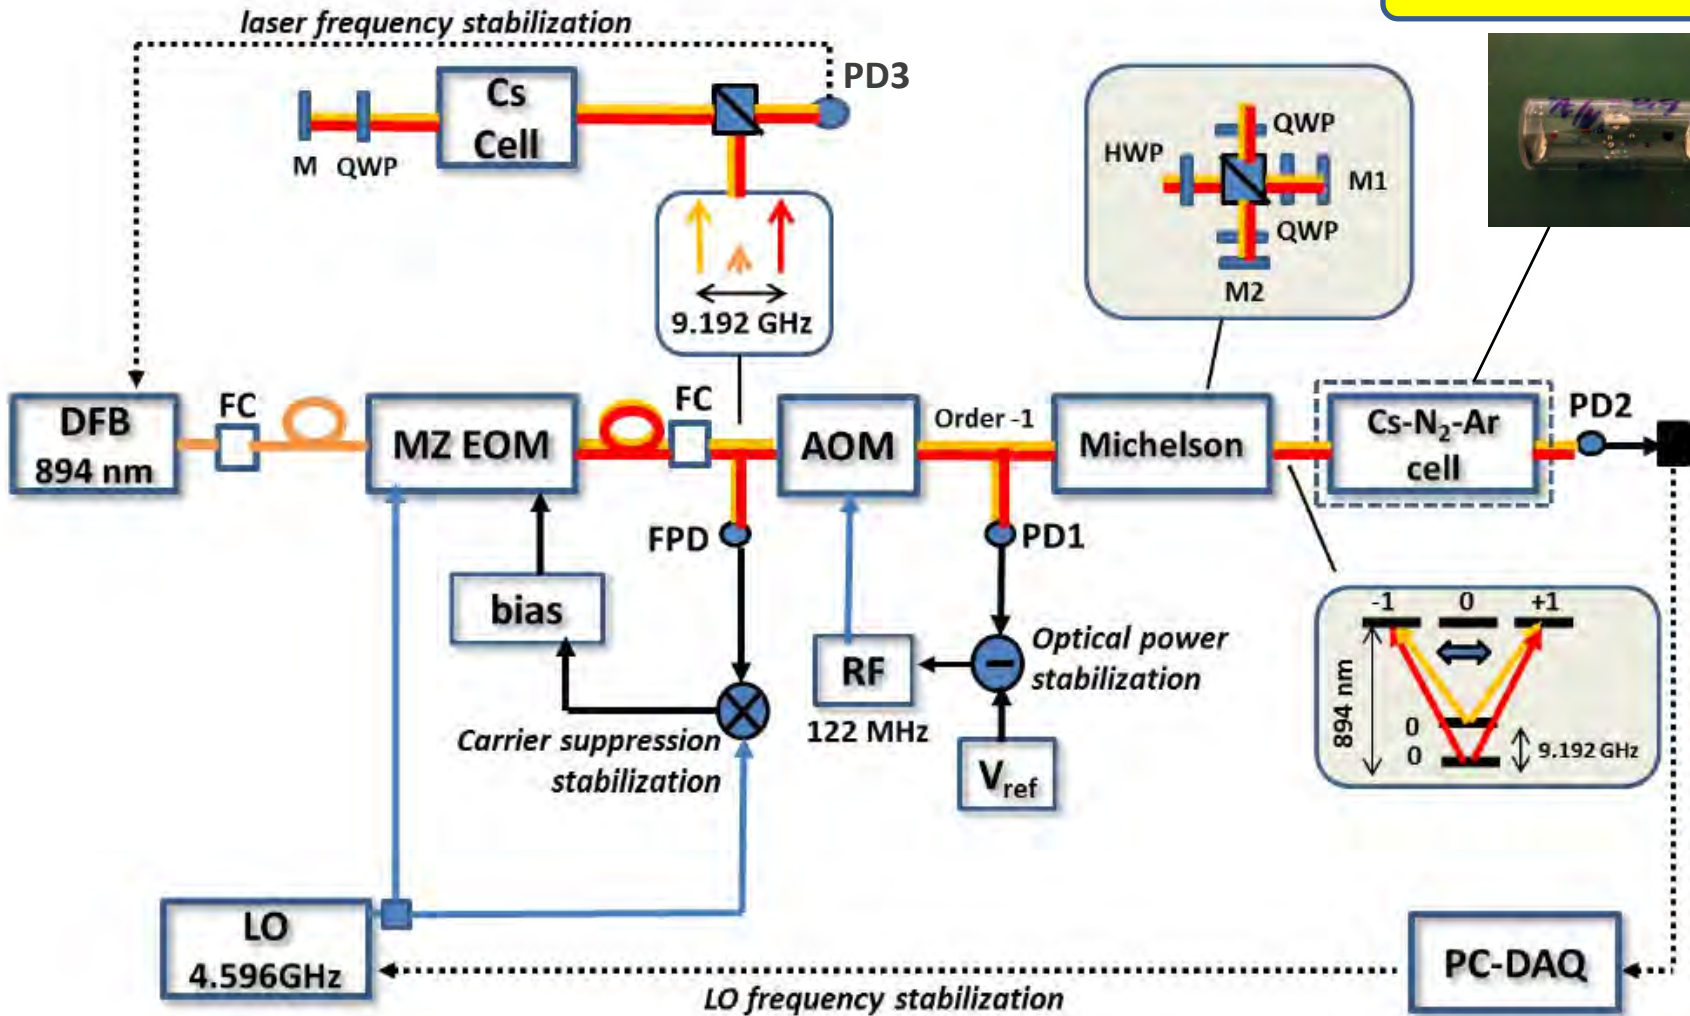 laser frequency stabilization
PD3
Cs
Cell
M
QWP
9.192 GHz
QWP
HWP
M1
QWP
M2
DFB
894 nm
FC
MZ EOM
FC
AOM
Order -1
Michelson
Cs-N₂-Ar
cell
PD2
FPD
PD1
bias
RF
122 MHz
Optical power
stabilization
Carrier suppression
stabilization
V_ref
-1 0 +1
894 nm
0
0
9.192 GHz
LO
4.596GHz
PC-DAQ
LO frequency stabilization